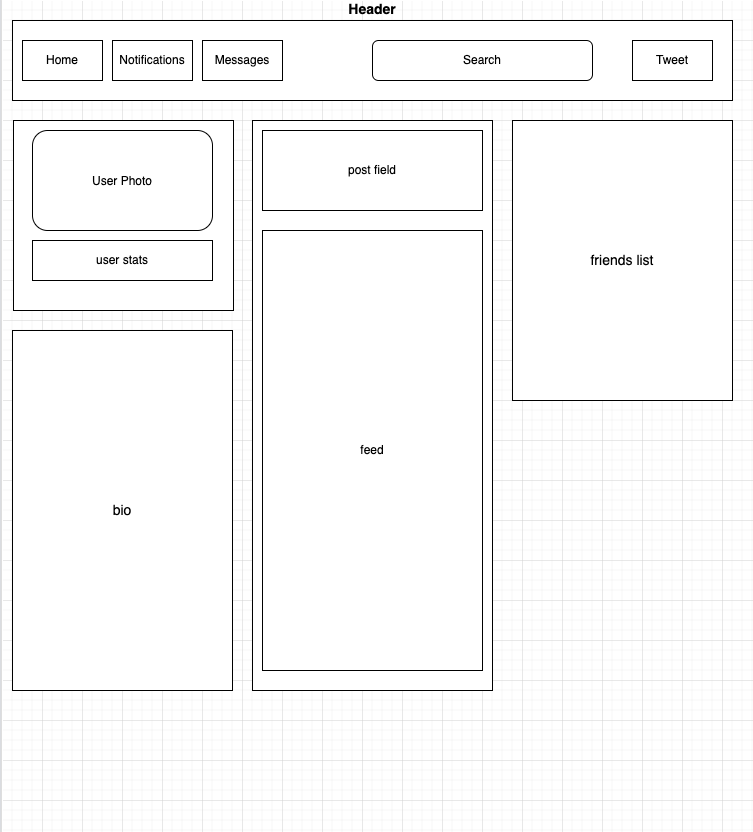 Header
Home
Notifications
Messages
Search
Tweet
User Photo
user stats
bio
post field
feed
friends list